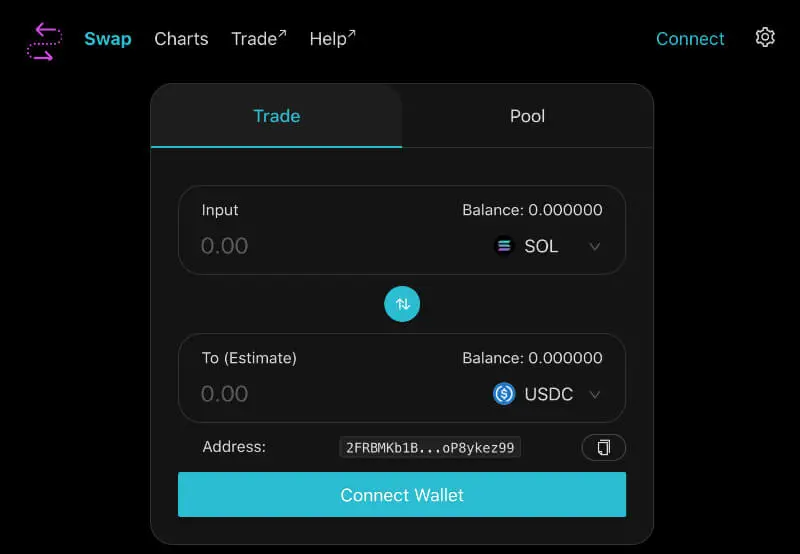 Swap Charts Trade↗ Help↗ Connect
Trade Pool
Input Balance: 0.000000
0.00 SOL
To (Estimate) Balance: 0.000000
0.00 USDC
Address: 2FRBMKb1B...oP8ykez99
Connect Wallet